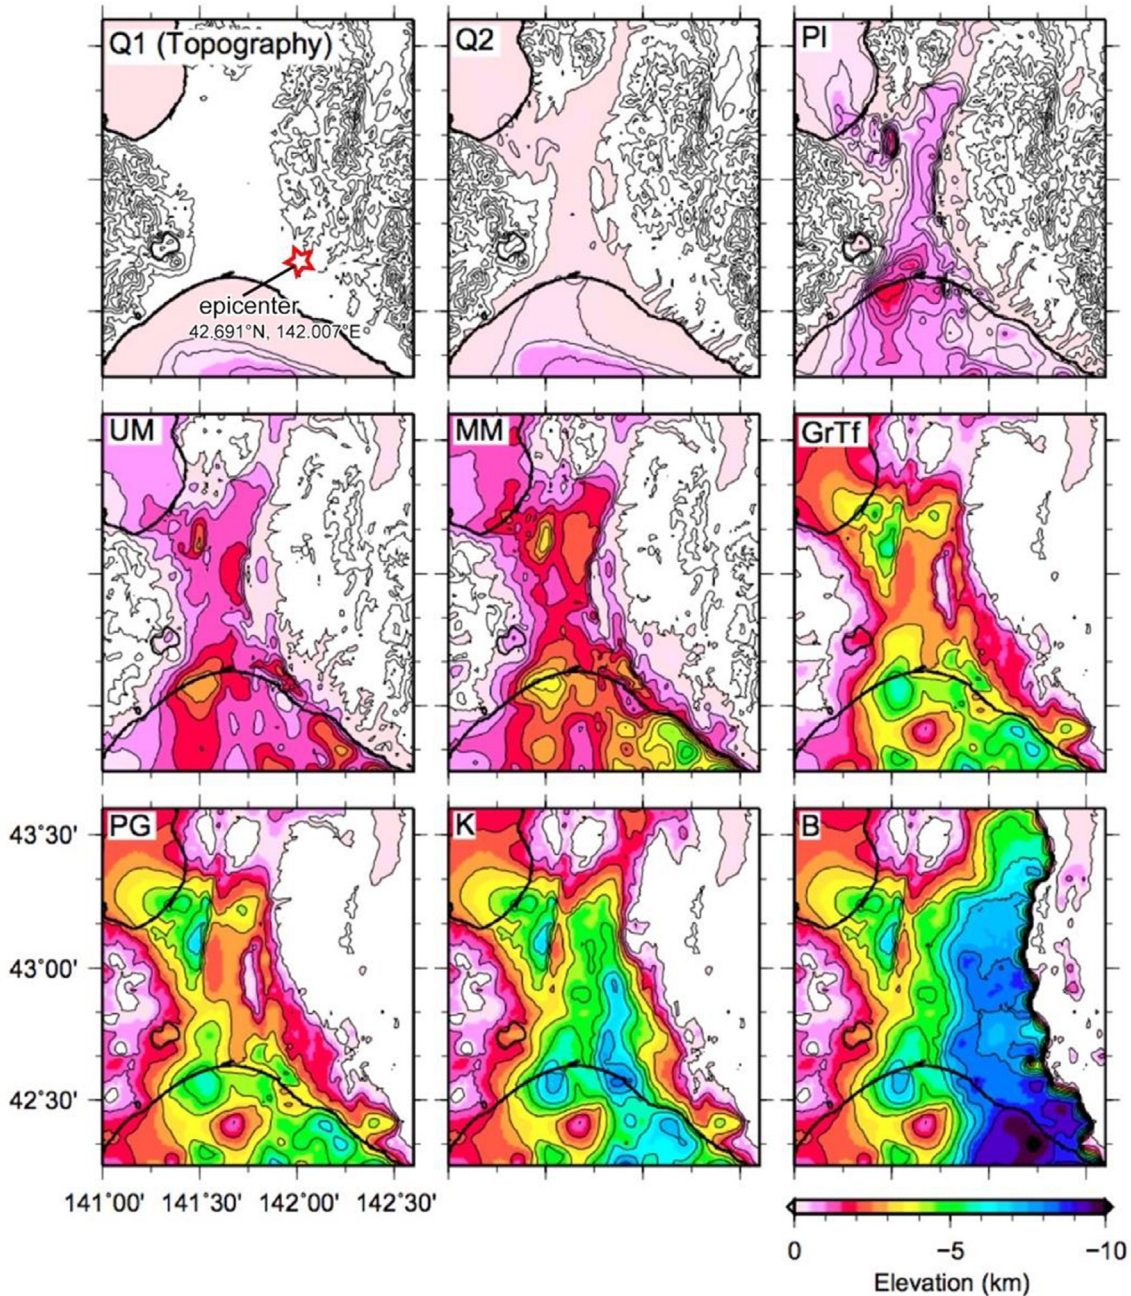 Q1 (Topography)
Q2
Pl
epicenter
42.691°N, 142.007°E
UM
MM
GrTf
PG
K
B
43˚30'
43˚00'
42˚30'
141˚00' 141˚30' 142˚00' 142˚30'
0 −5 −10
Elevation (km)